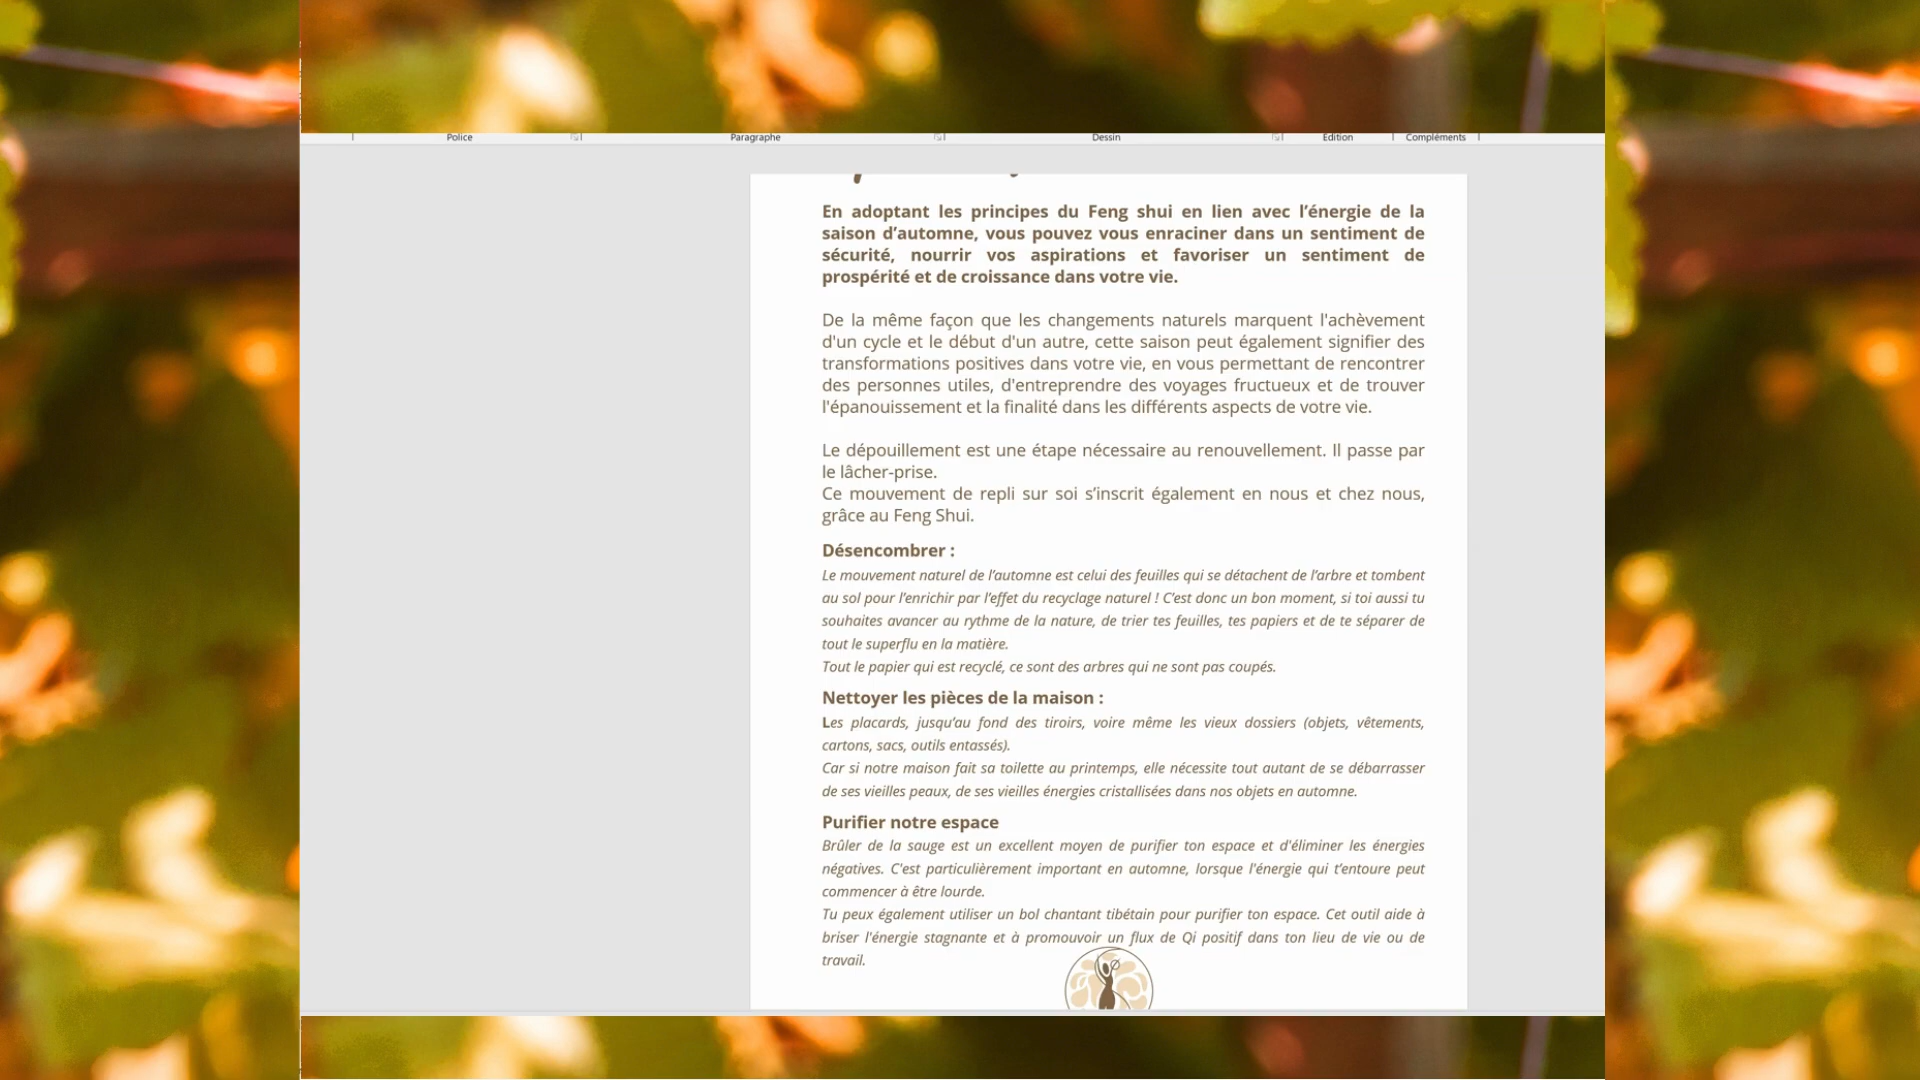 Police Paragraphe Dessin Edition Compléments
En adoptant les principes du Feng shui en lien avec l’énergie de la
saison d’automne, vous pouvez vous enraciner dans un sentiment de
sécurité, nourrir vos aspirations et favoriser un sentiment de
prospérité et de croissance dans votre vie.
De la même façon que les changements naturels marquent l'achèvement
d'un cycle et le début d'un autre, cette saison peut également signifier des
transformations positives dans votre vie, en vous permettant de rencontrer
des personnes utiles, d'entreprendre des voyages fructueux et de trouver
l'épanouissement et la finalité dans les différents aspects de votre vie.
Le dépouillement est une étape nécessaire au renouvellement. Il passe par
le lâcher-prise.
Ce mouvement de repli sur soi s’inscrit également en nous et chez nous,
grâce au Feng Shui.
Désencombrer :
Le mouvement naturel de l’automne est celui des feuilles qui se détachent de l’arbre et tombent
au sol pour l’enrichir par l’effet du recyclage naturel ! C’est donc un bon moment, si toi aussi tu
souhaites avancer au rythme de la nature, de trier tes feuilles, tes papiers et de te séparer de
tout le superflu en la matière.
Tout le papier qui est recyclé, ce sont des arbres qui ne sont pas coupés.
Nettoyer les pièces de la maison :
Les placards, jusqu’au fond des tiroirs, voire même les vieux dossiers (objets, vêtements,
cartons, sacs, outils entassés).
Car si notre maison fait sa toilette au printemps, elle nécessite tout autant de se débarrasser
de ses vieilles peaux, de ses vieilles énergies cristallisées dans nos objets en automne.
Purifier notre espace
Brûler de la sauge est un excellent moyen de purifier ton espace et d'éliminer les énergies
négatives. C'est particulièrement important en automne, lorsque l'énergie qui t’entoure peut
commencer à être lourde.
Tu peux également utiliser un bol chantant tibétain pour purifier ton espace. Cet outil aide à
briser l'énergie stagnante et à promouvoir un flux de Qi positif dans ton lieu de vie ou de
travail.